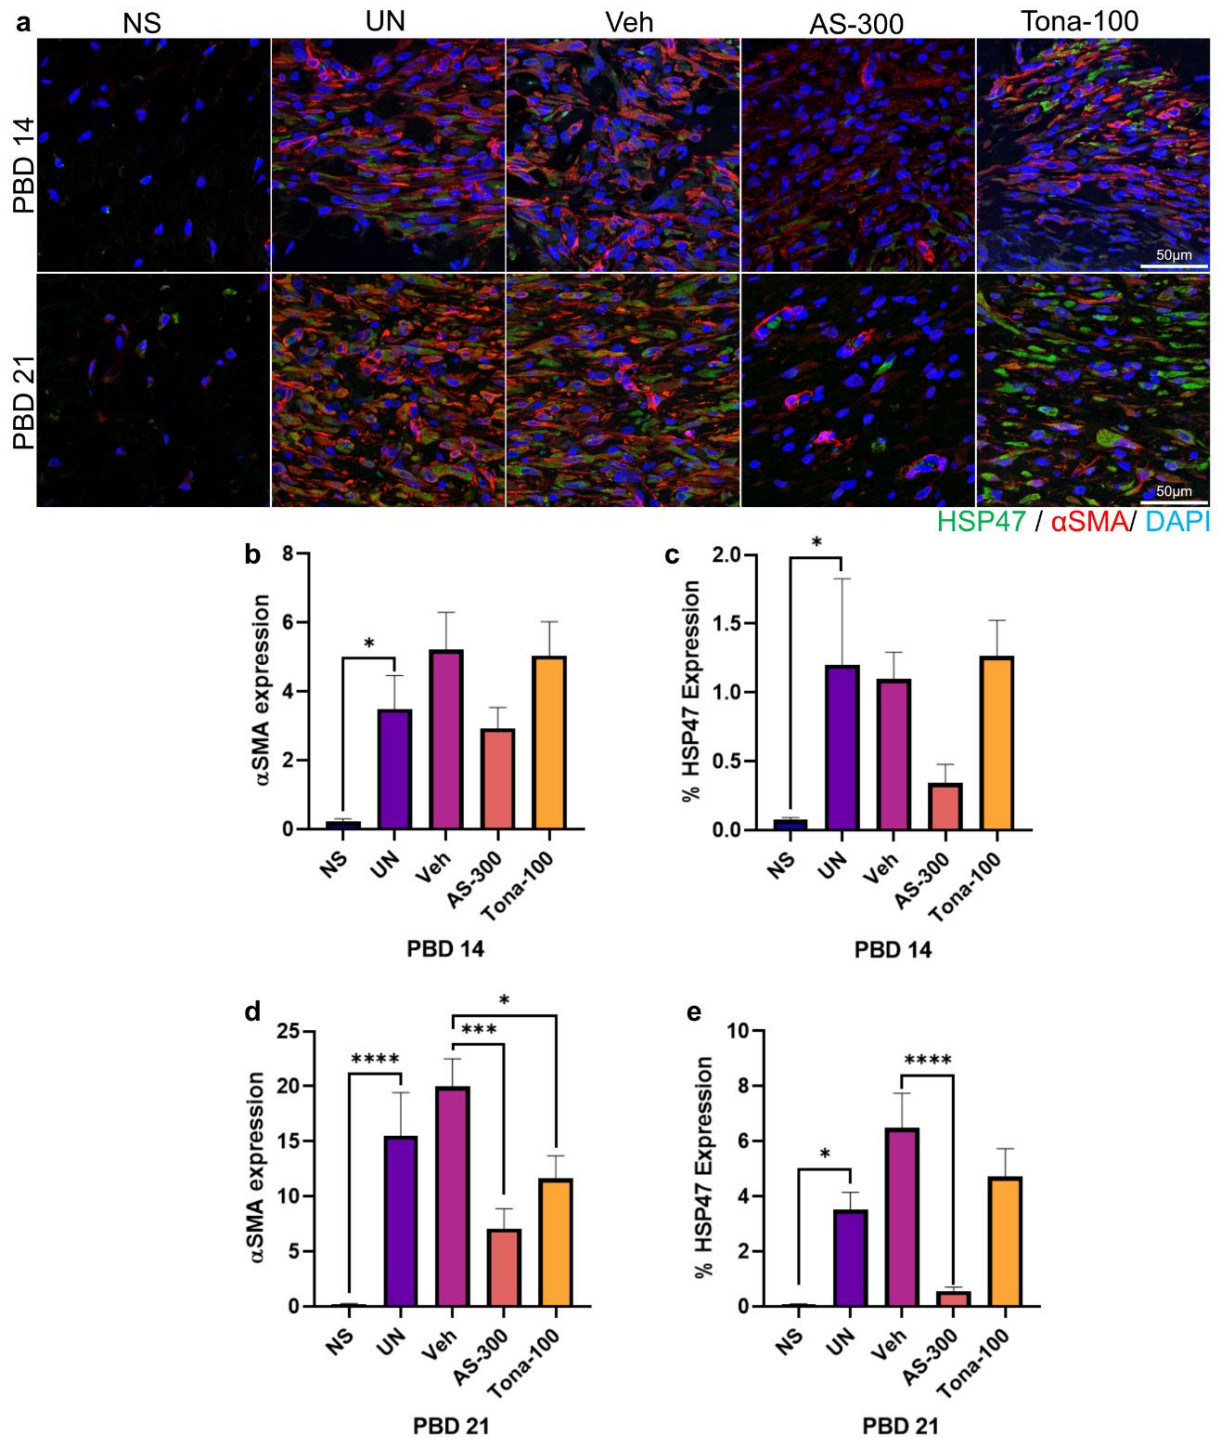 a NS UN Veh AS-300 Tona-100
PBD 14
50μm
PBD 21
50μm
HSP47 / αSMA/ DAPI
b
αSMA expression
8
6
4
2
0
*
NS UN Veh AS-300 Tona-100
PBD 14
c
% HSP47 Expression
2.0
1.5
1.0
0.5
0.0
*
NS UN Veh AS-300 Tona-100
PBD 14
d
αSMA expression
25
20
15
10
5
0
****
***
*
NS UN Veh AS-300 Tona-100
PBD 21
e
% HSP47 Expression
10
8
6
4
2
0
*
****
NS UN Veh AS-300 Tona-100
PBD 21